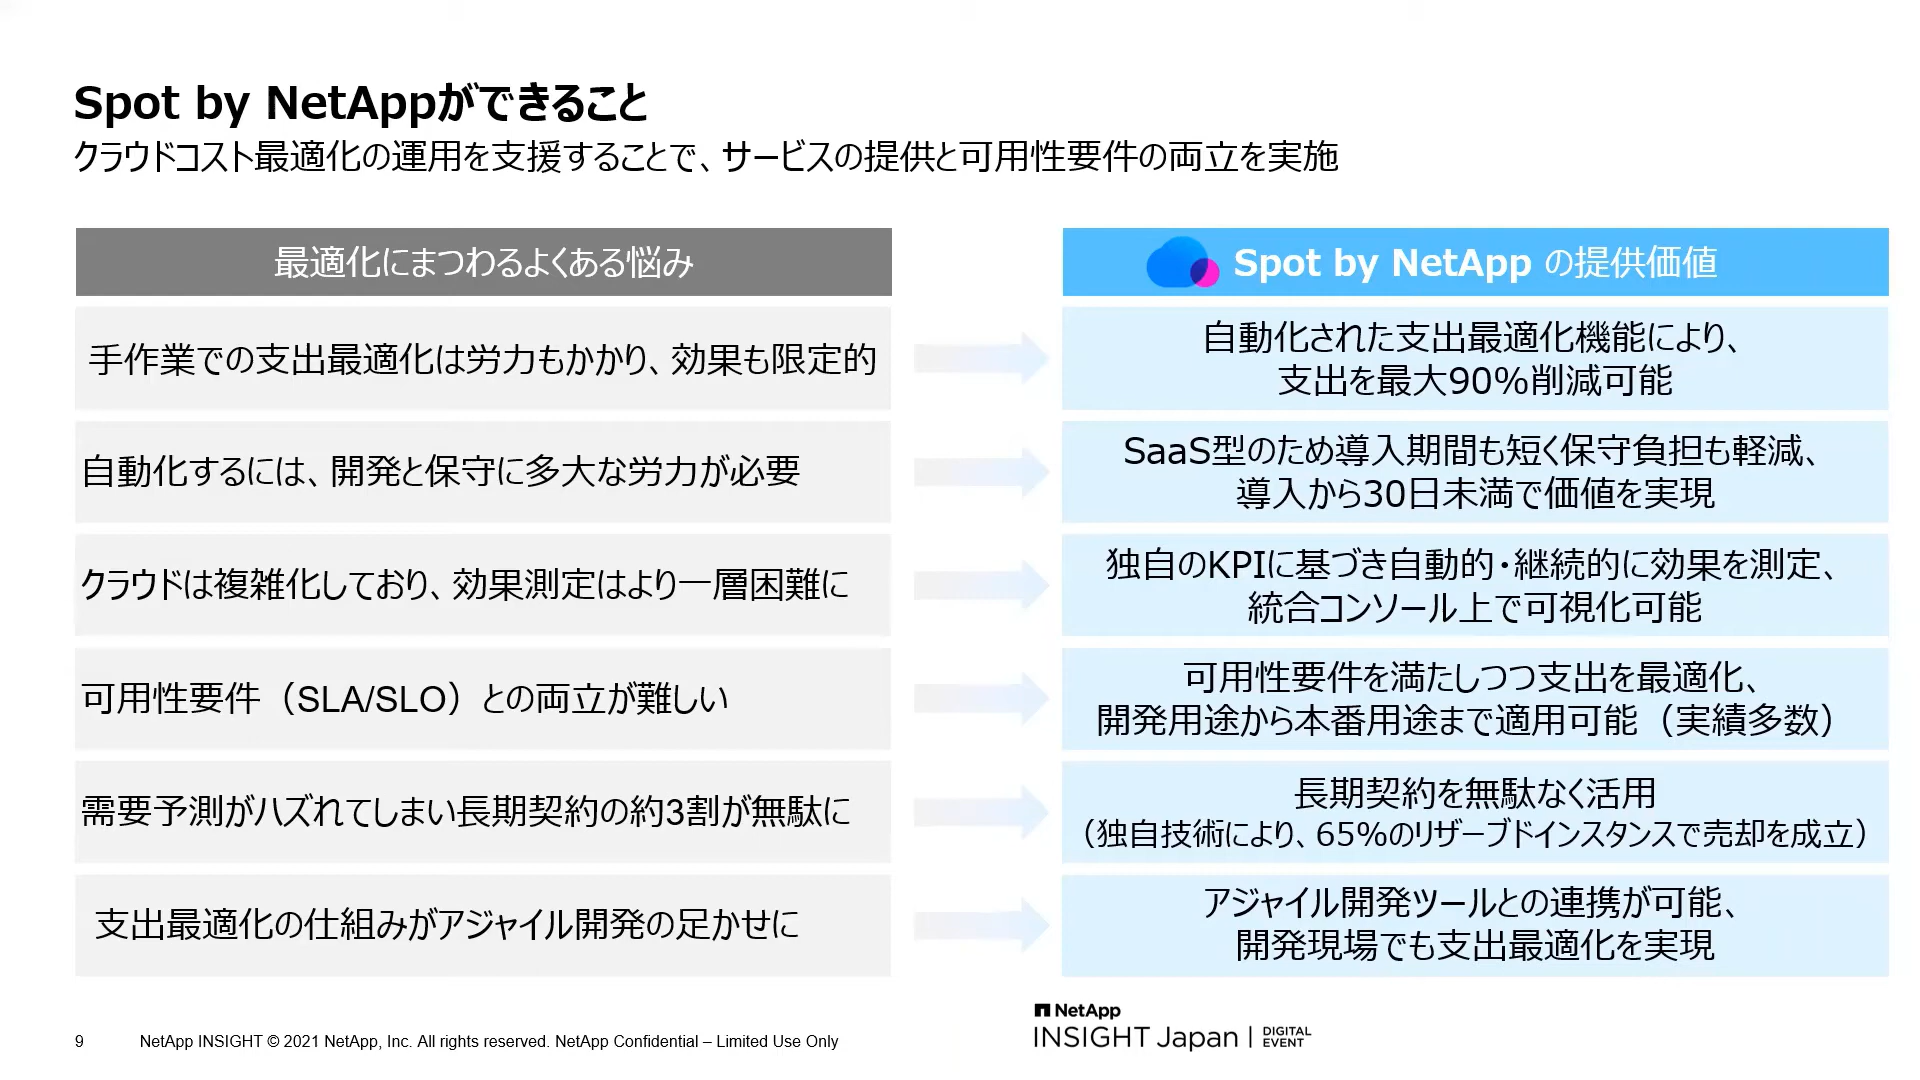 Spot by NetAppができること
クラウドコスト最適化の運用を支援することで、サービスの提供と可用性要件の両立を実施
最適化にまつわるよくある悩み
Spot by NetApp の提供価値
手作業での支出最適化は労力もかかり、効果も限定的
自動化された支出最適化機能により、
支出を最大90%削減可能
自動化するには、開発と保守に多大な労力が必要
SaaS型のため導入期間も短く保守負担も軽減、
導入から30日未満で価値を実現
クラウドは複雑化しており、効果測定はより一層困難に
独自のKPIに基づき自動的・継続的に効果を測定、
統合コンソール上で可視化可能
可用性要件（SLA/SLO）との両立が難しい
可用性要件を満たしつつ支出を最適化、
開発用途から本番用途まで適用可能（実績多数）
需要予測がハズれてしまい長期契約の約3割が無駄に
長期契約を無駄なく活用
（独自技術により、65%のリザーブドインスタンスで売却を成立）
支出最適化の仕組みがアジャイル開発の足かせに
アジャイル開発ツールとの連携が可能、
開発現場でも支出最適化を実現
9 NetApp INSIGHT © 2021 NetApp, Inc. All rights reserved. NetApp Confidential – Limited Use Only
NetApp
INSIGHT Japan | DIGITAL EVENT